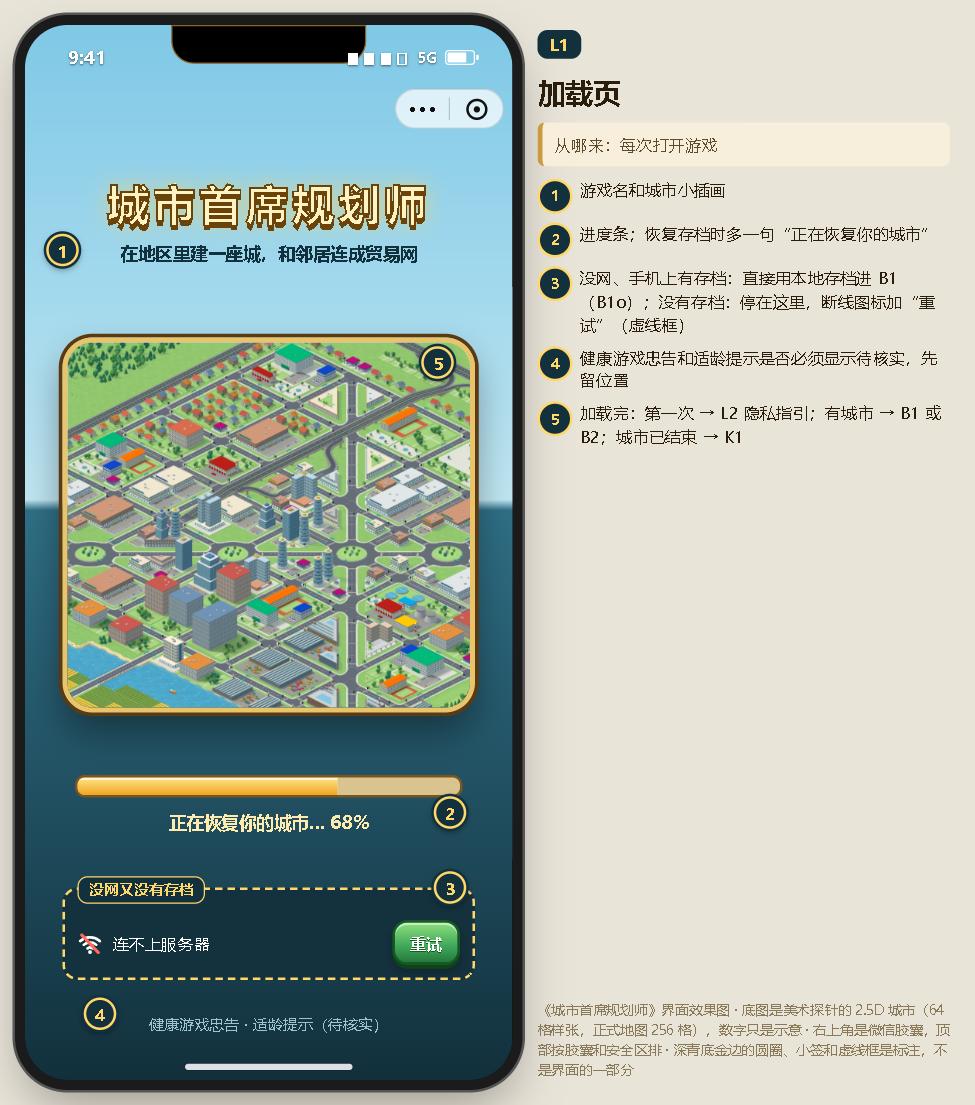 9:41
5G
城市首席规划师
1
在地区里建一座城，和邻居连成贸易网
5
正在恢复你的城市... 68%
2
没网又没有存档
3
连不上服务器
重试
4
健康游戏忠告 · 适龄提示（待核实）
L1
加载页
从哪来：每次打开游戏
1 游戏名和城市小插画
2 进度条；恢复存档时多一句“正在恢复你的城市”
3 没网、手机上有存档：直接用本地存档进 B1
（B1o）；没有存档：停在这里，断线图标加“重
试”（虚线框）
4 健康游戏忠告和适龄提示是否必须显示待核实，先
留位置
5 加载完：第一次 → L2 隐私指引；有城市 → B1 或
B2；城市已结束 → K1
《城市首席规划师》界面效果图 · 底图是美术探针的 2.5D 城市（64
格样张，正式地图 256 格），数字只是示意 · 右上角是微信胶囊，顶
部按胶囊和安全区排 · 深青底金边的圆圈、小签和虚线框是标注，不
是界面的一部分